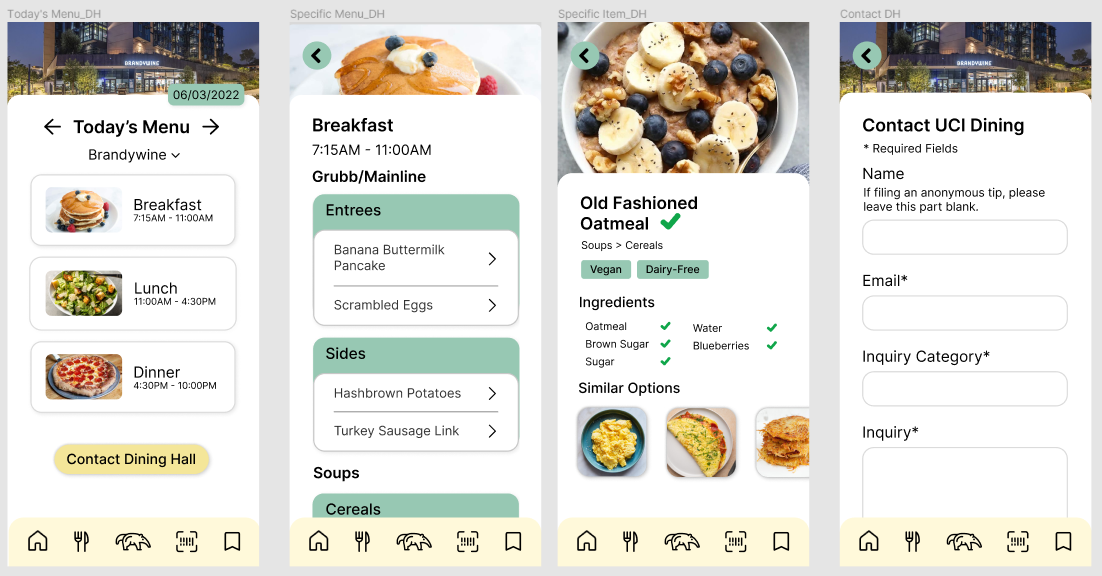 Today's Menu_DH
BRANDYWINE
06/03/2022
Today's Menu
Brandywine
Breakfast
7:15AM - 11:00AM
Lunch
11:00AM - 4:30PM
Dinner
4:30PM - 10:00PM
Contact Dining Hall
Specific Menu_DH
Breakfast
7:15AM - 11:00AM
Grubb/Mainline
Entrees
Banana Buttermilk
Pancake
Scrambled Eggs
Sides
Hashbrown Potatoes
Turkey Sausage Link
Soups
Cereals
Specific Item_DH
Old Fashioned
Oatmeal
Soups > Cereals
Vegan
Dairy-Free
Ingredients
Oatmeal
Brown Sugar
Sugar
Water
Blueberries
Similar Options
Contact DH
BRANDYWINE
Contact UCI Dining
* Required Fields
Name
If filing an anonymous tip, please
leave this part blank.
Email*
Inquiry Category*
Inquiry*